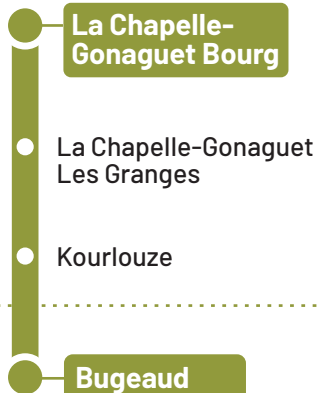 La Chapelle-
Gonaguet Bourg
La Chapelle-Gonaguet
Les Granges
Kourlouze
Bugeaud